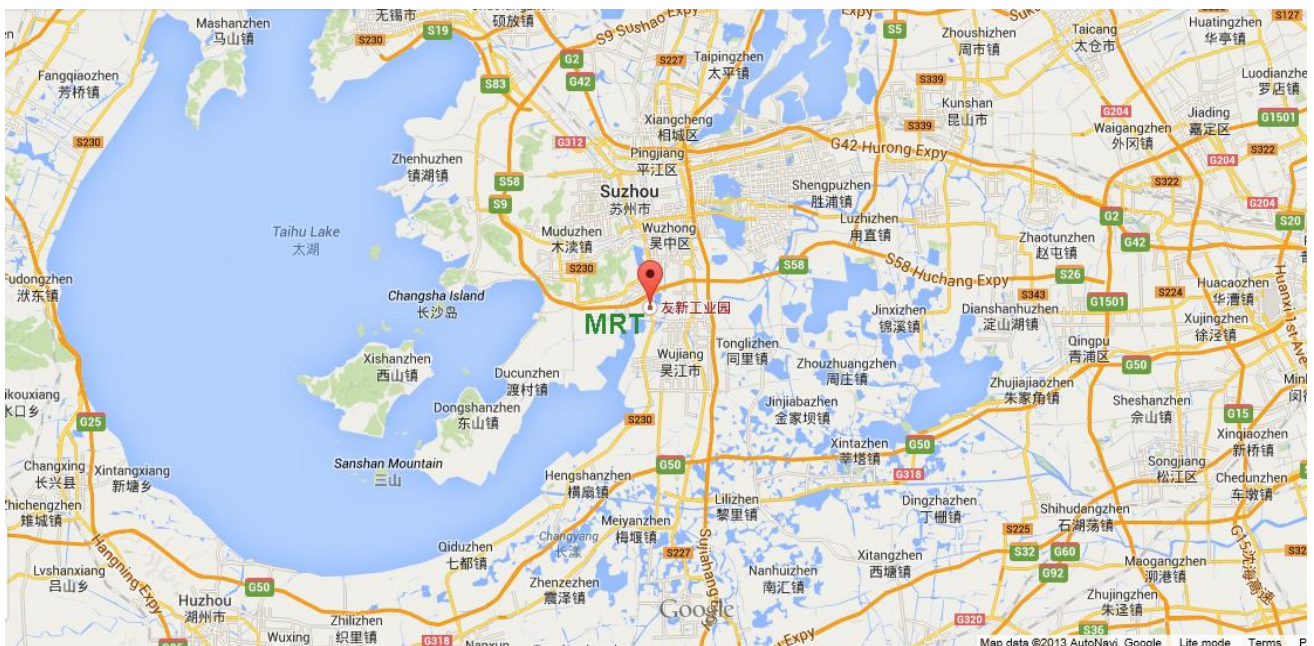 Mashanzhen
马山镇
无锡市
硕放镇
S19
S230
S9 Sushao Expy
G2
G42
S227
Taipingzhen
太平镇
Expy
S5
Zhoushizhen
周市镇
Taicang
太仓市
Huatingzhen
华亭镇
S127
Fangqiaozhen
芳桥镇
S83
S339
Kunshan
昆山市
G204
Luodianzhen
罗店镇
Jiading
嘉定区
G1501
S230
Xiangcheng
相城区
G312
S339
Waigangzhen
外冈镇
Zhenhuzhen
镇湖镇
Pingjiang
平江区
G42 Hurong Expy
G204
S322
S58
Suzhou
苏州市
Shengpuzhen
胜浦镇
S322
S9
G204
Taihu Lake
太湖
Muduzhen
木渎镇
Wuzhong
吴中区
Luzhizhen
甪直镇
G2
G42
S20
Zhaotunzhen
赵屯镇
S230
S58
S58 Huchang Expy
S26
Fudongzhen
洑东镇
Changsha Island
长沙岛
友新工业园
MRT
S343
G1501
S224
Huacaozhen
华漕镇
Jinxizhen
锦溪镇
Dianshanhuzhen
淀山湖镇
Xujingzhen
徐泾镇
Huanxi 1st Ave
Xishanzhen
西山镇
Ducunzhen
渡村镇
Wujiang
吴江市
Tonglizhen
同里镇
Zhouzhuangzhen
周庄镇
Qingpu
青浦区
G50
Zhujiajiaozhen
朱家角镇
Dongshanzhen
东山镇
Jinjiabazhen
金家坝镇
Sheshanzhen
佘山镇
G25
S230
G15
Xintazhen
莘塔镇
G50
Xinqiaozhen
新桥镇
Sanshan Mountain
三山
G50
G318
Changxing
长兴县
Xintangxiang
新塘乡
Hengshanzhen
横扇镇
Songjiang
松江区
Chedunzhen
车墩镇
Lilizhen
黎里镇
Dingzhazhen
丁栅镇
Meiyanzhen
梅堰镇
Shihudangzhen
石湖荡镇
S225
Changyang
长漾
Qiduzhen
七都镇
S227
Sujiahang
S32
G60
G92
Xitangzhen
西塘镇
Maogangzhen
泖港镇
G15沈海高速
Lvshanxiang
吕山乡
Hangning Expy
G50
Zhenzezhen
震泽镇
Nanhuizhen
南汇镇
Huzhou
湖州市
Zhilizhen
织里镇
Google
Zhujingzhen
朱泾镇
G320
Wuxing
G318
Expy
S36
Map data ©2013 AutoNavi, Google
Lite mode
Terms